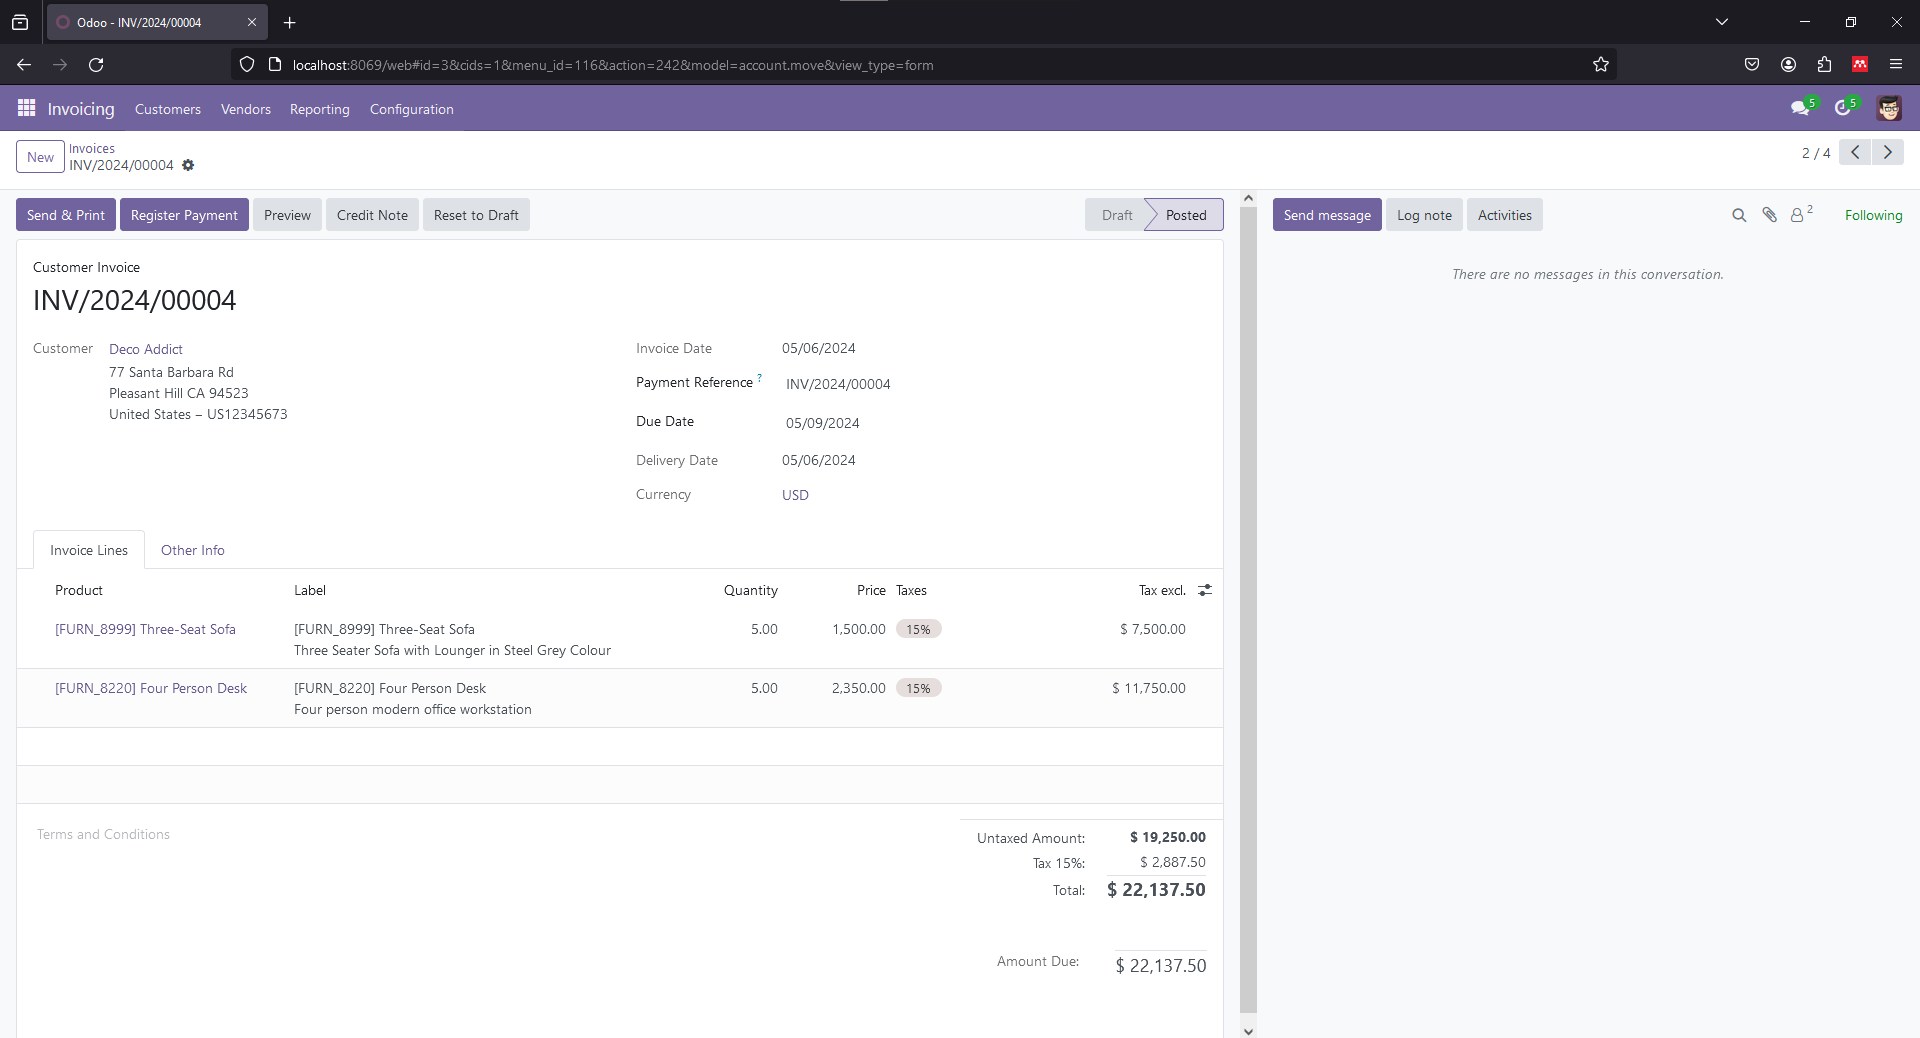 Odoo - INV/2024/00004
localhost:8069/web#id=3&cids=1&menu_id=116&action=242&model=account.move&view_type=form
Invoicing Customers Vendors Reporting Configuration 5 5
New Invoices
INV/2024/00004
2 / 4
Send & Print Register Payment Preview Credit Note Reset to Draft Draft Posted
Send message Log note Activities 2 Following
There are no messages in this conversation.
Customer Invoice
INV/2024/00004
Customer Deco Addict
77 Santa Barbara Rd
Pleasant Hill CA 94523
United States – US12345673
Invoice Date 05/06/2024
Payment Reference ? INV/2024/00004
Due Date 05/09/2024
Delivery Date 05/06/2024
Currency USD
Invoice Lines Other Info
Product Label Quantity Price Taxes Tax excl.
[FURN_8999] Three-Seat Sofa [FURN_8999] Three-Seat Sofa 5.00 1,500.00 15% $ 7,500.00
Three Seater Sofa with Lounger in Steel Grey Colour
[FURN_8220] Four Person Desk [FURN_8220] Four Person Desk 5.00 2,350.00 15% $ 11,750.00
Four person modern office workstation
Terms and Conditions
Untaxed Amount: $ 19,250.00
Tax 15%: $ 2,887.50
Total: $ 22,137.50
Amount Due: $ 22,137.50